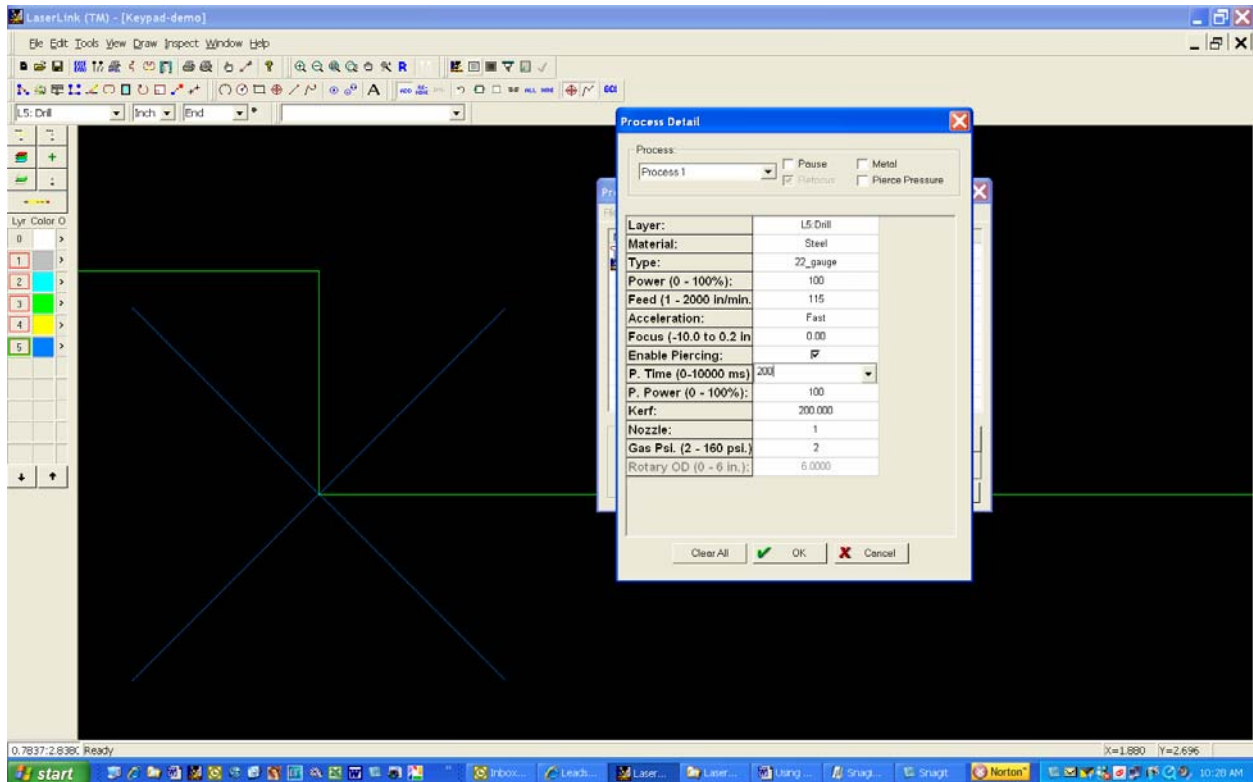 LaserLink (TM) - [Keypad-demo]
File Edit Tools View Draw Inspect Window Help
R
A ADD ALL GCI
L5: Drill Inch End
Process Detail
Process:
Process 1
Pause Metal
Refocus Pierce Pressure
Lyr Color O
0
1
2
3
4
5
Layer: L5:Drill
Material: Steel
Type: 22_gauge
Power (0 - 100%): 100
Feed (1 - 2000 in/min. 115
Acceleration: Fast
Focus (-10.0 to 0.2 in 0.00
Enable Piercing:
P. Time (0-10000 ms) 200
P. Power (0 - 100%): 100
Kerf: 200.000
Nozzle: 1
Gas Psi. (2 - 160 psi.) 2
Rotary OD (0 - 6 in.): 6.0000
Clear All OK Cancel
Ready X=1.880 Y=2.696
start Inbox... Leads... Laser... Laser... Using ... Snag... Snagit Norton™ 10:28 AM